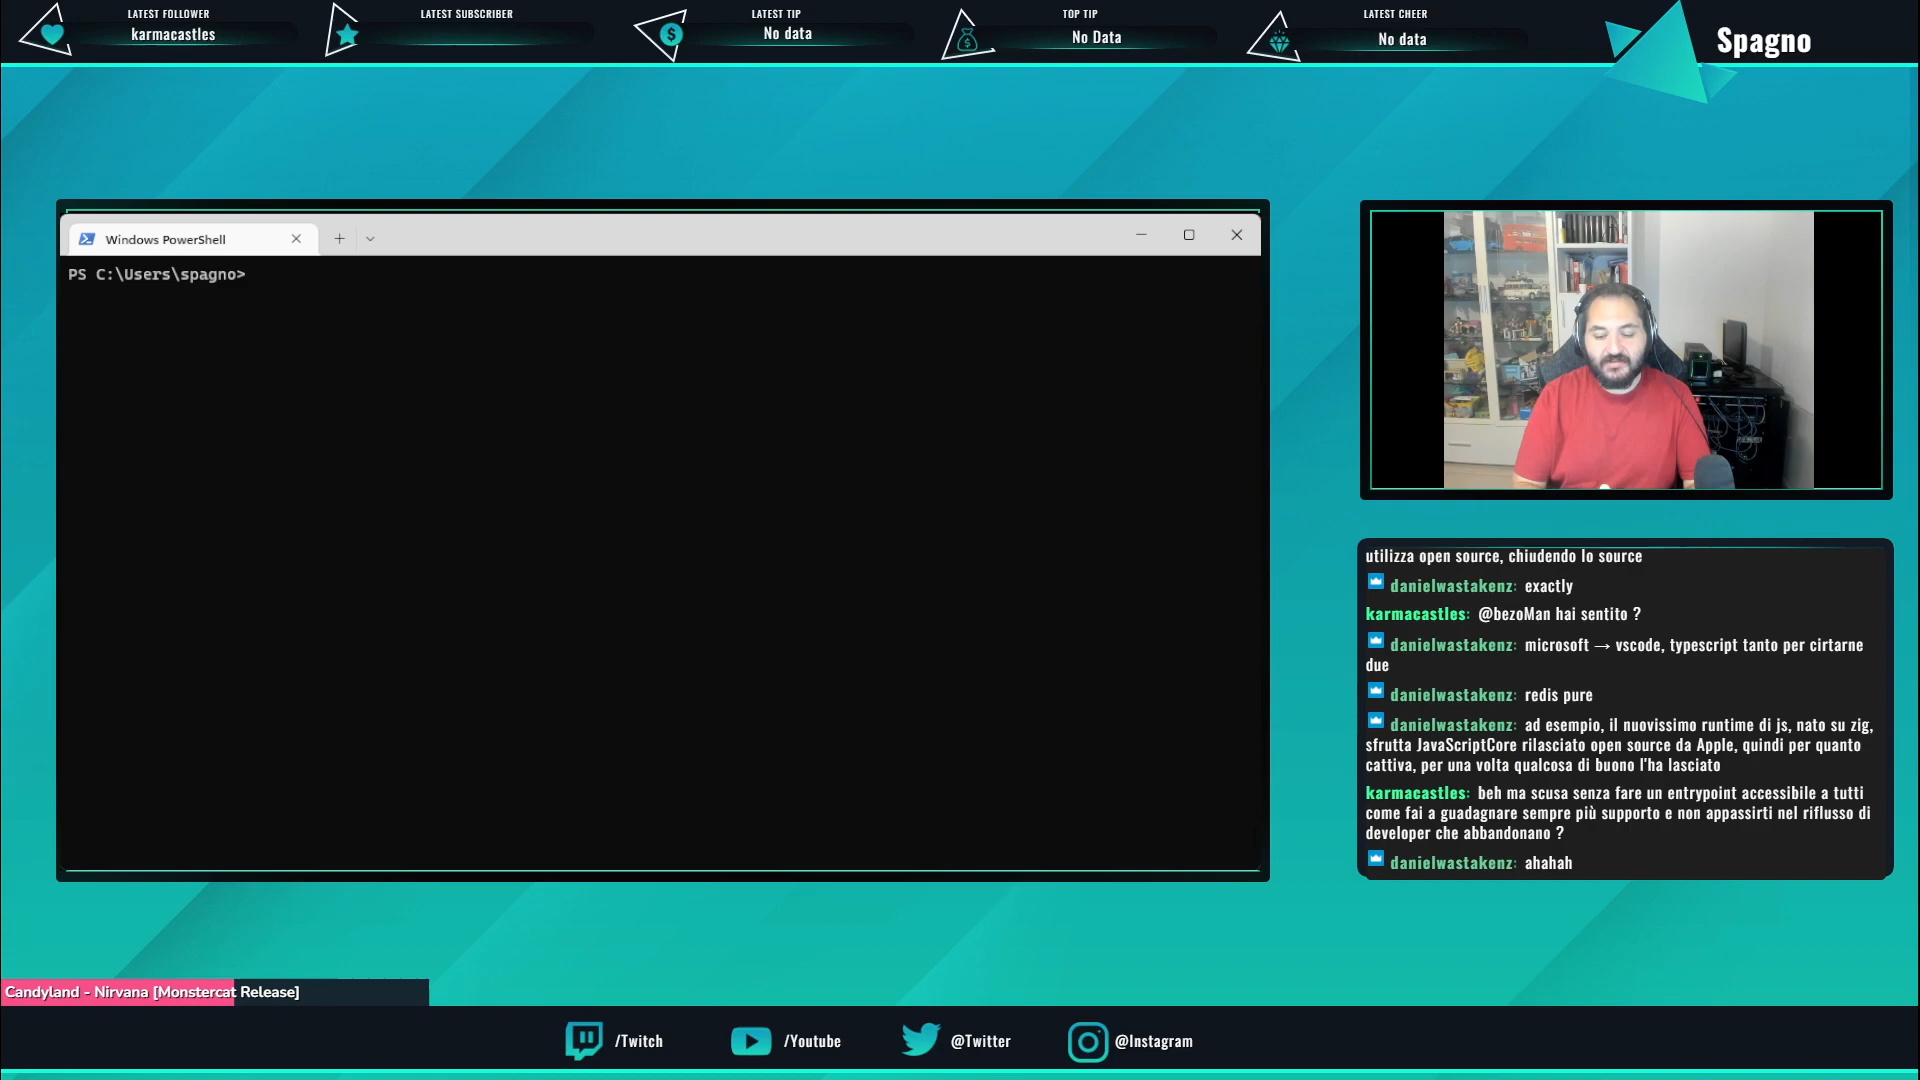 LATEST FOLLOWER
karmacastles
LATEST SUBSCRIBER
LATEST TIP
No data
TOP TIP
No Data
LATEST CHEER
No data
Spagno
Windows PowerShell
PS C:\Users\spagno>
utilizza open source, chiudendo lo source
danielwastakenz: exactly
karmacastles: @bezoMan hai sentito ?
danielwastakenz: microsoft → vscode, typescript tanto per cirtarne
due
danielwastakenz: redis pure
danielwastakenz: ad esempio, il nuovissimo runtime di js, nato su zig,
sfrutta JavaScriptCore rilasciato open source da Apple, quindi per quanto
cattiva, per una volta qualcosa di buono l'ha lasciato
karmacastles: beh ma scusa senza fare un entrypoint accessibile a tutti
come fai a guadagnare sempre più supporto e non appassirti nel riflusso di
developer che abbandonano ?
danielwastakenz: ahahah
Candyland - Nirvana [Monstercat Release]
/Twitch
/Youtube
@Twitter
@Instagram